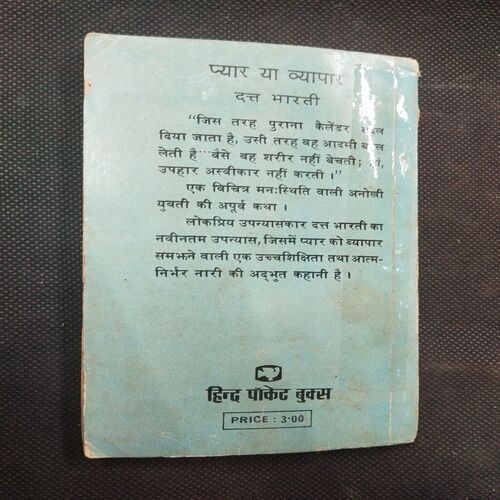 प्यार या व्यापार
दत्त भारती
"जिस तरह पुराना कैलेंडर बदल
दिया जाता है, उसी तरह वह आदमी बदल
लेती है···वैसे वह शरीर नहीं बेचती; हां,
उपहार अस्वीकार नहीं करती ।"
एक विचित्र मनःस्थिति वाली अनोखी
युवती की अपूर्व कथा ।
लोकप्रिय उपन्यासकार दत्त भारती का
नवीनतम उपन्यास, जिसमें प्यार को व्यापार
समझने वाली एक उच्चशिक्षिता तथा आत्म-
निर्भर नारी की अद्भुत कहानी है ।
हिन्द पॉकेट बुक्स
PRICE : 3·00